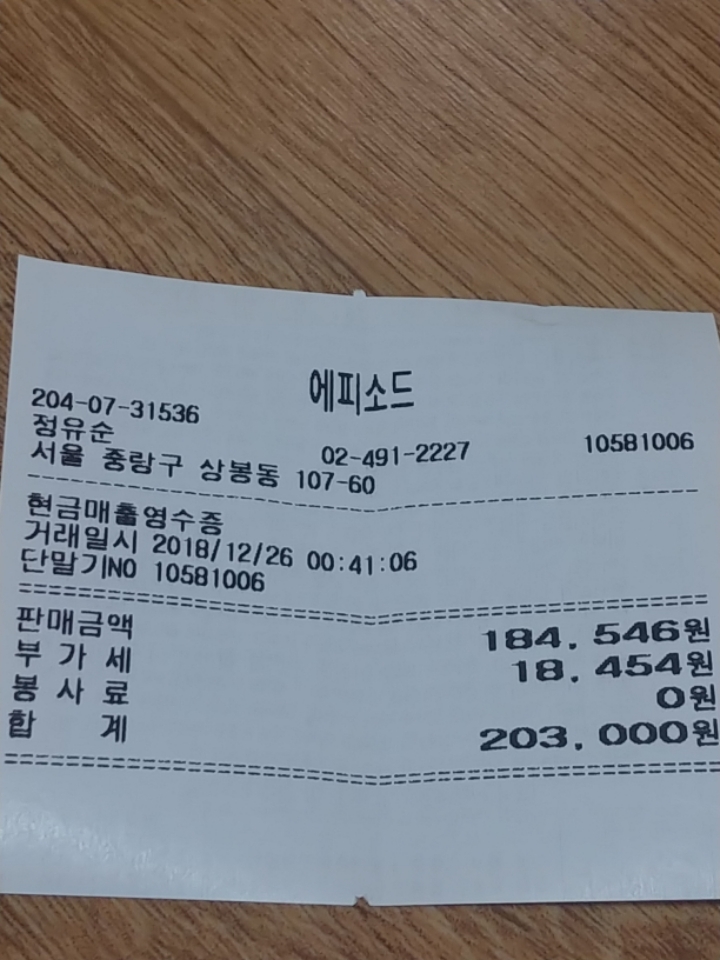 에피소드
204-07-31536
정유순 02-491-2227 10581006
서울 중랑구 상봉동 107-60
현금매출영수증
거래일시 2018/12/26 00:41:06
단말기NO 10581006
판매금액 184,546원
부 가 세 18,454원
봉 사 료 0원
합 계 203,000원